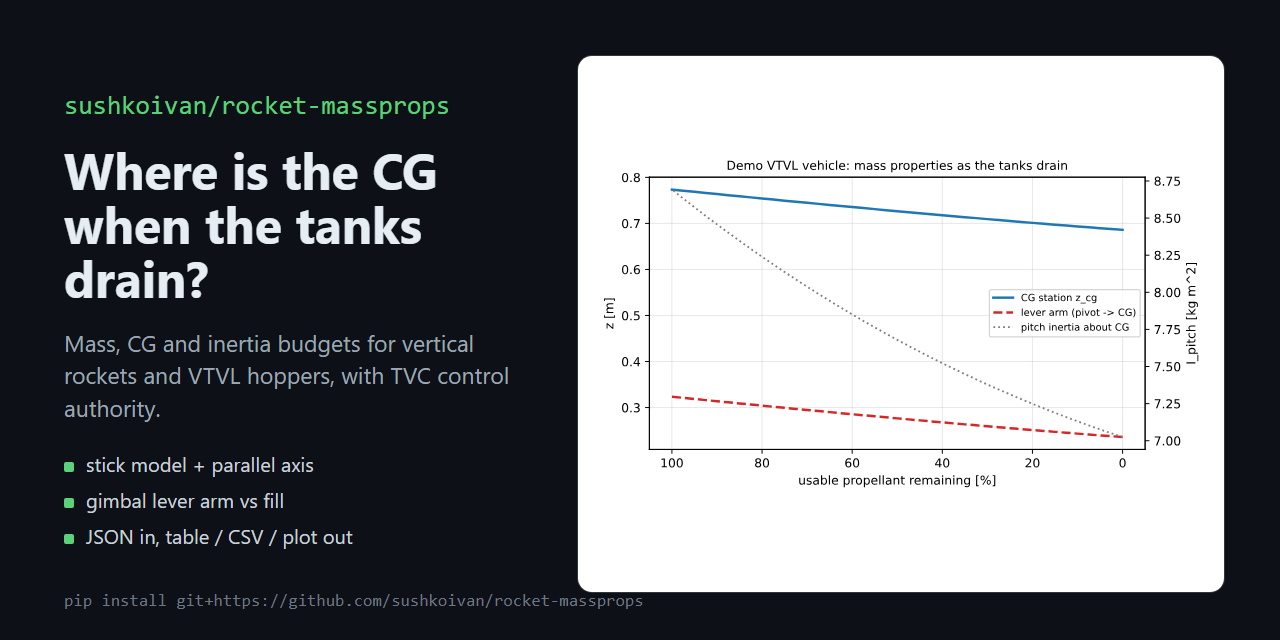 sushkoivan/rocket-massprops
Where is the CG
when the tanks
drain?
Mass, CG and inertia budgets for vertical
rockets and VTVL hoppers, with TVC control
authority.
stick model + parallel axis
gimbal lever arm vs fill
JSON in, table / CSV / plot out
pip install git+https://github.com/sushkoivan/rocket-massprops
Demo VTVL vehicle: mass properties as the tanks drain
0.8
0.7
0.6
0.5
0.4
0.3
z [m]
8.75
8.50
8.25
8.00
7.75
7.50
7.25
7.00
I_pitch [kg m^2]
CG station z_cg
lever arm (pivot -> CG)
pitch inertia about CG
100 80 60 40 20 0
usable propellant remaining [%]